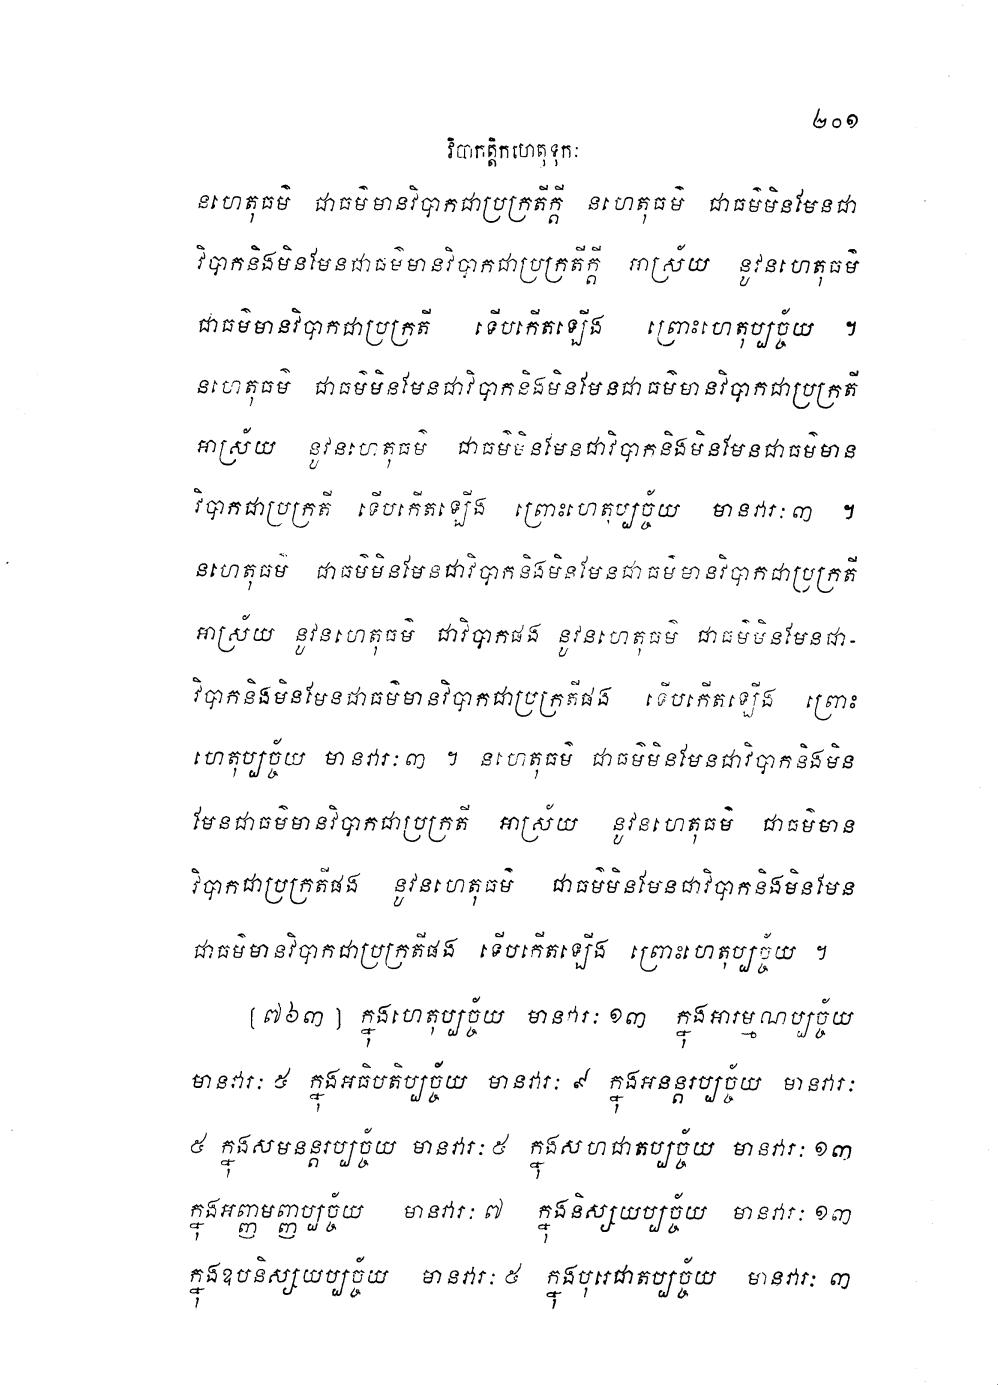 ២០១
វិបាកត្តិកហេតុទុកៈ
នហេតុធម៌ ជាធម៌មានវិបាកជាប្រក្រតីក្តី នហេតុធម៌ ជាធម៌មិនមែនជា
វិបាកនិងមិនមែនជាធម៌មានវិបាកជាប្រក្រតីក្តី អាស្រ័យ នូវនហេតុធម៌
ជាធម៌មានវិបាកជាប្រក្រតី ទើបកើតឡើង ព្រោះហេតុប្បច្ច័យ ។
នហេតុធម៌ ជាធម៌មិនមែនជាវិបាកនិងមិនមែនជាធម៌មានវិបាកជាប្រក្រតី
អាស្រ័យ នូវនហេតុធម៌ ជាធម៌មិនមែនជាវិបាកនិងមិនមែនជាធម៌មាន
វិបាកជាប្រក្រតី ទើបកើតឡើង ព្រោះហេតុប្បច្ច័យ មានវារៈ ៣ ។
នហេតុធម៌ ជាធម៌មិនមែនជាវិបាកនិងមិនមែនជាធម៌មានវិបាកជាប្រក្រតី
អាស្រ័យ នូវនហេតុធម៌ ជាវិបាកផង នូវនហេតុធម៌ ជាធម៌មិនមែនជា-
វិបាកនិងមិនមែនជាធម៌មានវិបាកជាប្រក្រតីផង ទើបកើតឡើង ព្រោះ
ហេតុប្បច្ច័យ មានវារៈ ៣ ។ នហេតុធម៌ ជាធម៌មិនមែនជាវិបាកនិងមិន
មែនជាធម៌មានវិបាកជាប្រក្រតី អាស្រ័យ នូវនហេតុធម៌ ជាធម៌មាន
វិបាកជាប្រក្រតីផង នូវនហេតុធម៌ ជាធម៌មិនមែនជាវិបាកនិងមិនមែន
ជាធម៌មានវិបាកជាប្រក្រតីផង ទើបកើតឡើង ព្រោះហេតុប្បច្ច័យ ។
(៧៦៣) ក្នុងហេតុប្បច្ច័យ មានវារៈ ១៣ ក្នុងអារម្មណប្បច្ច័យ
មានវារៈ ៥ ក្នុងអធិបតិប្បច្ច័យ មានវារៈ ៩ ក្នុងអនន្តរប្បច្ច័យ មានវារៈ
៥ ក្នុងសមនន្តរប្បច្ច័យ មានវារៈ ៥ ក្នុងសហជាតប្បច្ច័យ មានវារៈ ១៣
ក្នុងអញ្ញមញ្ញប្បច្ច័យ មានវារៈ ៧ ក្នុងនិស្សយប្បច្ច័យ មានវារៈ ១៣
ក្នុងឧបនិស្សយប្បច្ច័យ មានវារៈ ៥ ក្នុងបុរេជាតប្បច្ច័យ មានវារៈ ៣